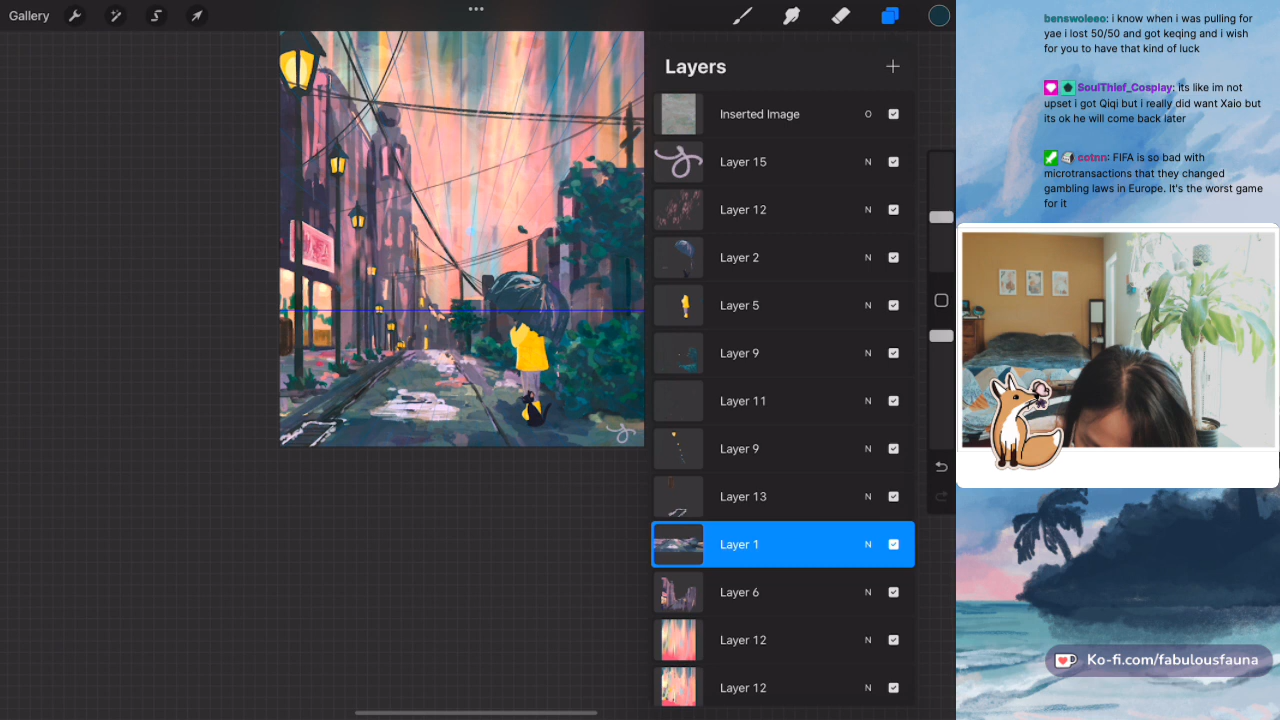 Gallery
Layers
Inserted Image O
Layer 15 N
Layer 12 N
Layer 2 N
Layer 5 N
Layer 9 N
Layer 11 N
Layer 9 N
Layer 13 N
Layer 1 N
Layer 6 N
Layer 12 N
Layer 12 N
benswoleeo: i know when i was pulling for
yae i lost 50/50 and got keqing and i wish
for you to have that kind of luck
SoulThief_Cosplay: its like im not
upset i got Qiqi but i really did want Xaio but
its ok he will come back later
cotnn: FIFA is so bad with
microtransactions that they changed
gambling laws in Europe. It's the worst game
for it
Ko-fi.com/fabulousfauna